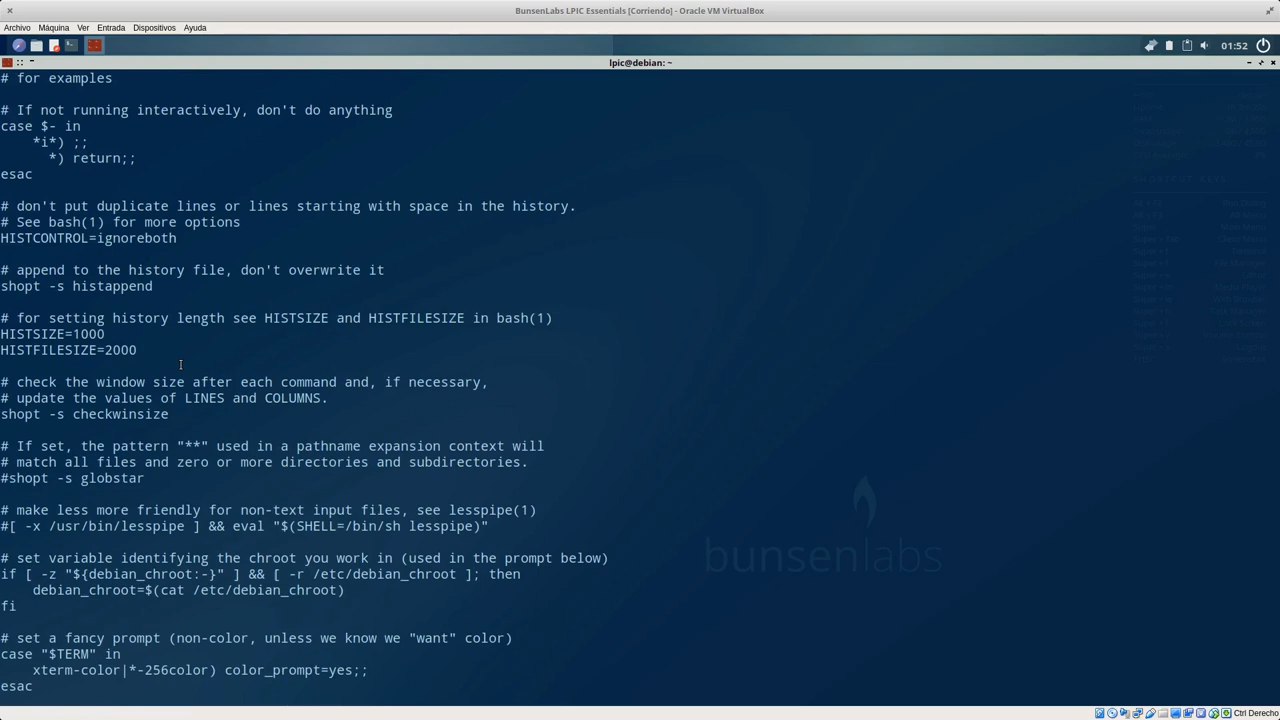 BunsenLabs LPIC Essentials [Corriendo] - Oracle VM VirtualBox
Archivo Máquina Ver Entrada Dispositivos Ayuda
01:52
lpic@debian: ~
# for examples
# If not running interactively, don't do anything
case $- in
    *i*) ;;
      *) return;;
esac
# don't put duplicate lines or lines starting with space in the history.
# See bash(1) for more options
HISTCONTROL=ignoreboth
# append to the history file, don't overwrite it
shopt -s histappend
# for setting history length see HISTSIZE and HISTFILESIZE in bash(1)
HISTSIZE=1000
HISTFILESIZE=2000
# check the window size after each command and, if necessary,
# update the values of LINES and COLUMNS.
shopt -s checkwinsize
# If set, the pattern "**" used in a pathname expansion context will
# match all files and zero or more directories and subdirectories.
#shopt -s globstar
# make less more friendly for non-text input files, see lesspipe(1)
#[ -x /usr/bin/lesspipe ] && eval "$(SHELL=/bin/sh lesspipe)"
# set variable identifying the chroot you work in (used in the prompt below)
if [ -z "${debian_chroot:-}" ] && [ -r /etc/debian_chroot ]; then
    debian_chroot=$(cat /etc/debian_chroot)
fi
# set a fancy prompt (non-color, unless we know we "want" color)
case "$TERM" in
    xterm-color|*-256color) color_prompt=yes;;
esac
bunsenlabs
Ctrl Derecho